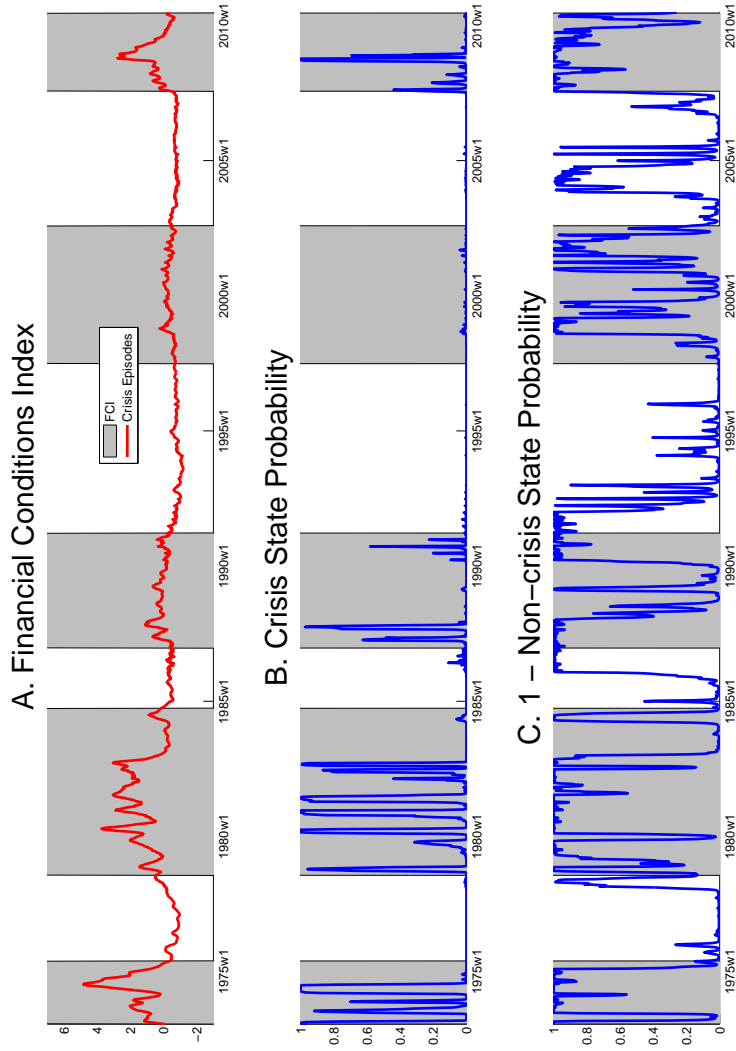 A. Financial Conditions Index
6
4
2
0
−2
FCI
Crisis Episodes
1975w1 1980w1 1985w1 1990w1 1995w1 2000w1 2005w1 2010w1
B. Crisis State Probability
1
0.8
0.6
0.4
0.2
0
1975w1 1980w1 1985w1 1990w1 1995w1 2000w1 2005w1 2010w1
C. 1 − Non−crisis State Probability
1
0.8
0.6
0.4
0.2
0
1975w1 1980w1 1985w1 1990w1 1995w1 2000w1 2005w1 2010w1